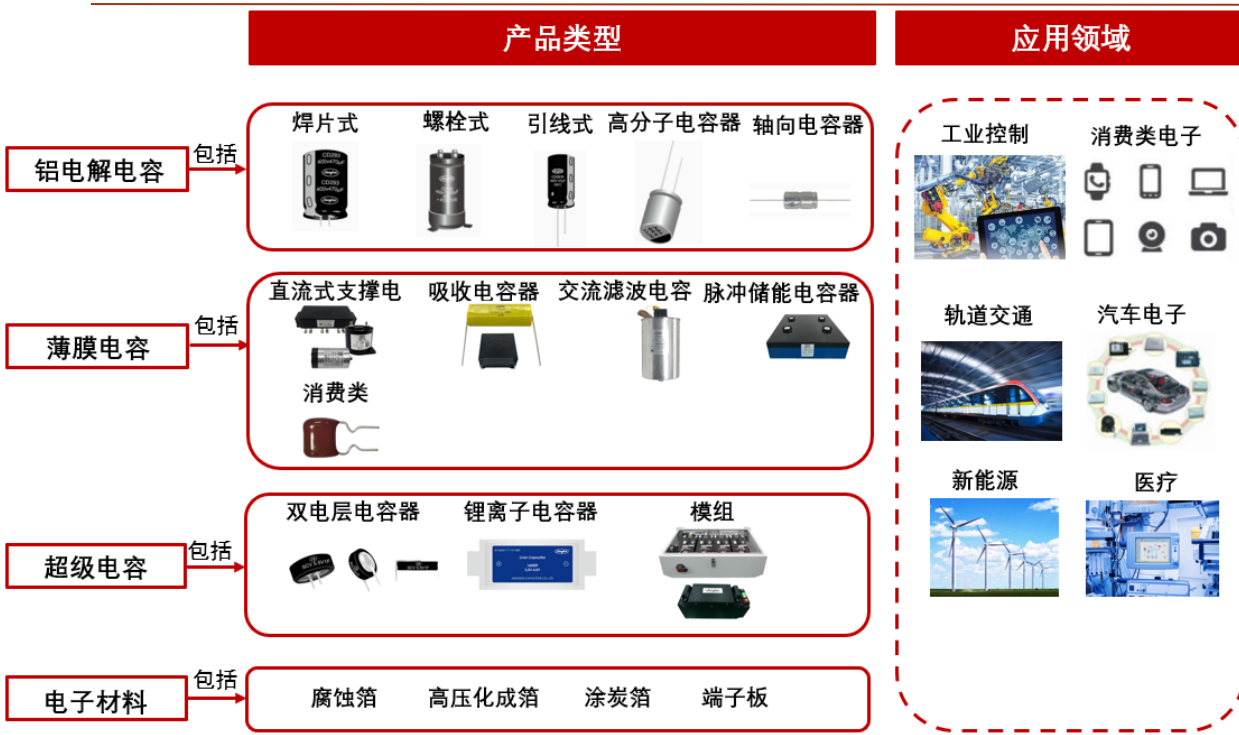 产品类型
应用领域
铝电解电容
包括
焊片式
螺栓式
引线式
高分子电容器
轴向电容器
CD293
400V470μF
CD293
400V470μF
薄膜电容
包括
直流式支撑电
吸收电容器
交流滤波电容
脉冲储能电容器
消费类
超级电容
包括
双电层电容器
锂离子电容器
模组
电子材料
包括
腐蚀箔
高压化成箔
涂炭箔
端子板
工业控制
消费类电子
轨道交通
汽车电子
新能源
医疗